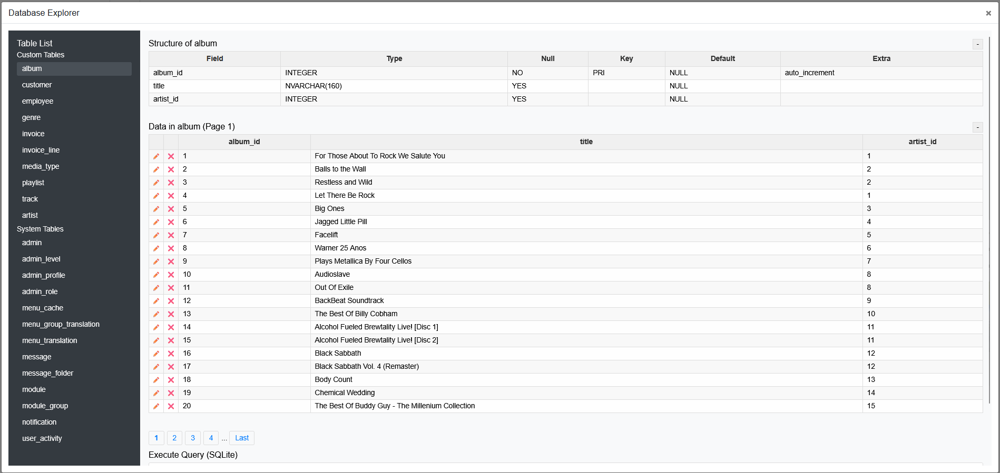 Database Explorer
×
Table List
Custom Tables
album
customer
employee
genre
invoice
invoice_line
media_type
playlist
track
artist
System Tables
admin
admin_level
admin_profile
admin_role
menu_cache
menu_group_translation
menu_translation
message
message_folder
module
module_group
notification
user_activity
Structure of album
-
Field Type Null Key Default Extra
album_id INTEGER NO PRI NULL auto_increment
title NVARCHAR(160) YES NULL
artist_id INTEGER YES NULL
Data in album (Page 1)
-
album_id title artist_id
1 For Those About To Rock We Salute You 1
2 Balls to the Wall 2
3 Restless and Wild 2
4 Let There Be Rock 1
5 Big Ones 3
6 Jagged Little Pill 4
7 Facelift 5
8 Warner 25 Anos 6
9 Plays Metallica By Four Cellos 7
10 Audioslave 8
11 Out Of Exile 8
12 BackBeat Soundtrack 9
13 The Best Of Billy Cobham 10
14 Alcohol Fueled Brewtality Live! [Disc 1] 11
15 Alcohol Fueled Brewtality Live! [Disc 2] 11
16 Black Sabbath 12
17 Black Sabbath Vol. 4 (Remaster) 12
18 Body Count 13
19 Chemical Wedding 14
20 The Best Of Buddy Guy - The Millenium Collection 15
1 2 3 4 ... Last
Execute Query (SQLite)